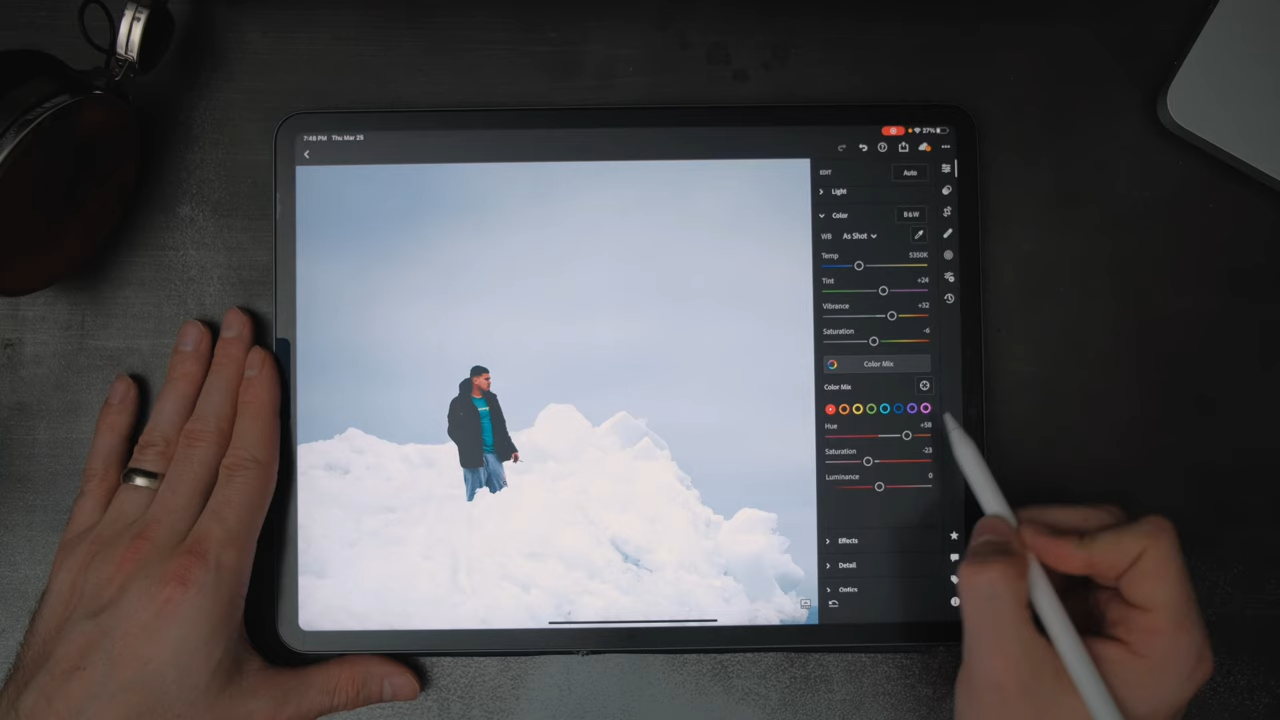 7:48 PM Thu Mar 25
27%
EDIT
Auto
Light
Color
B&W
WB
As Shot
Temp
5350K
Tint
+24
Vibrance
+32
Saturation
-6
Color Mix
Color Mix
Hue
+58
Saturation
-23
Luminance
0
Effects
Detail
Optics